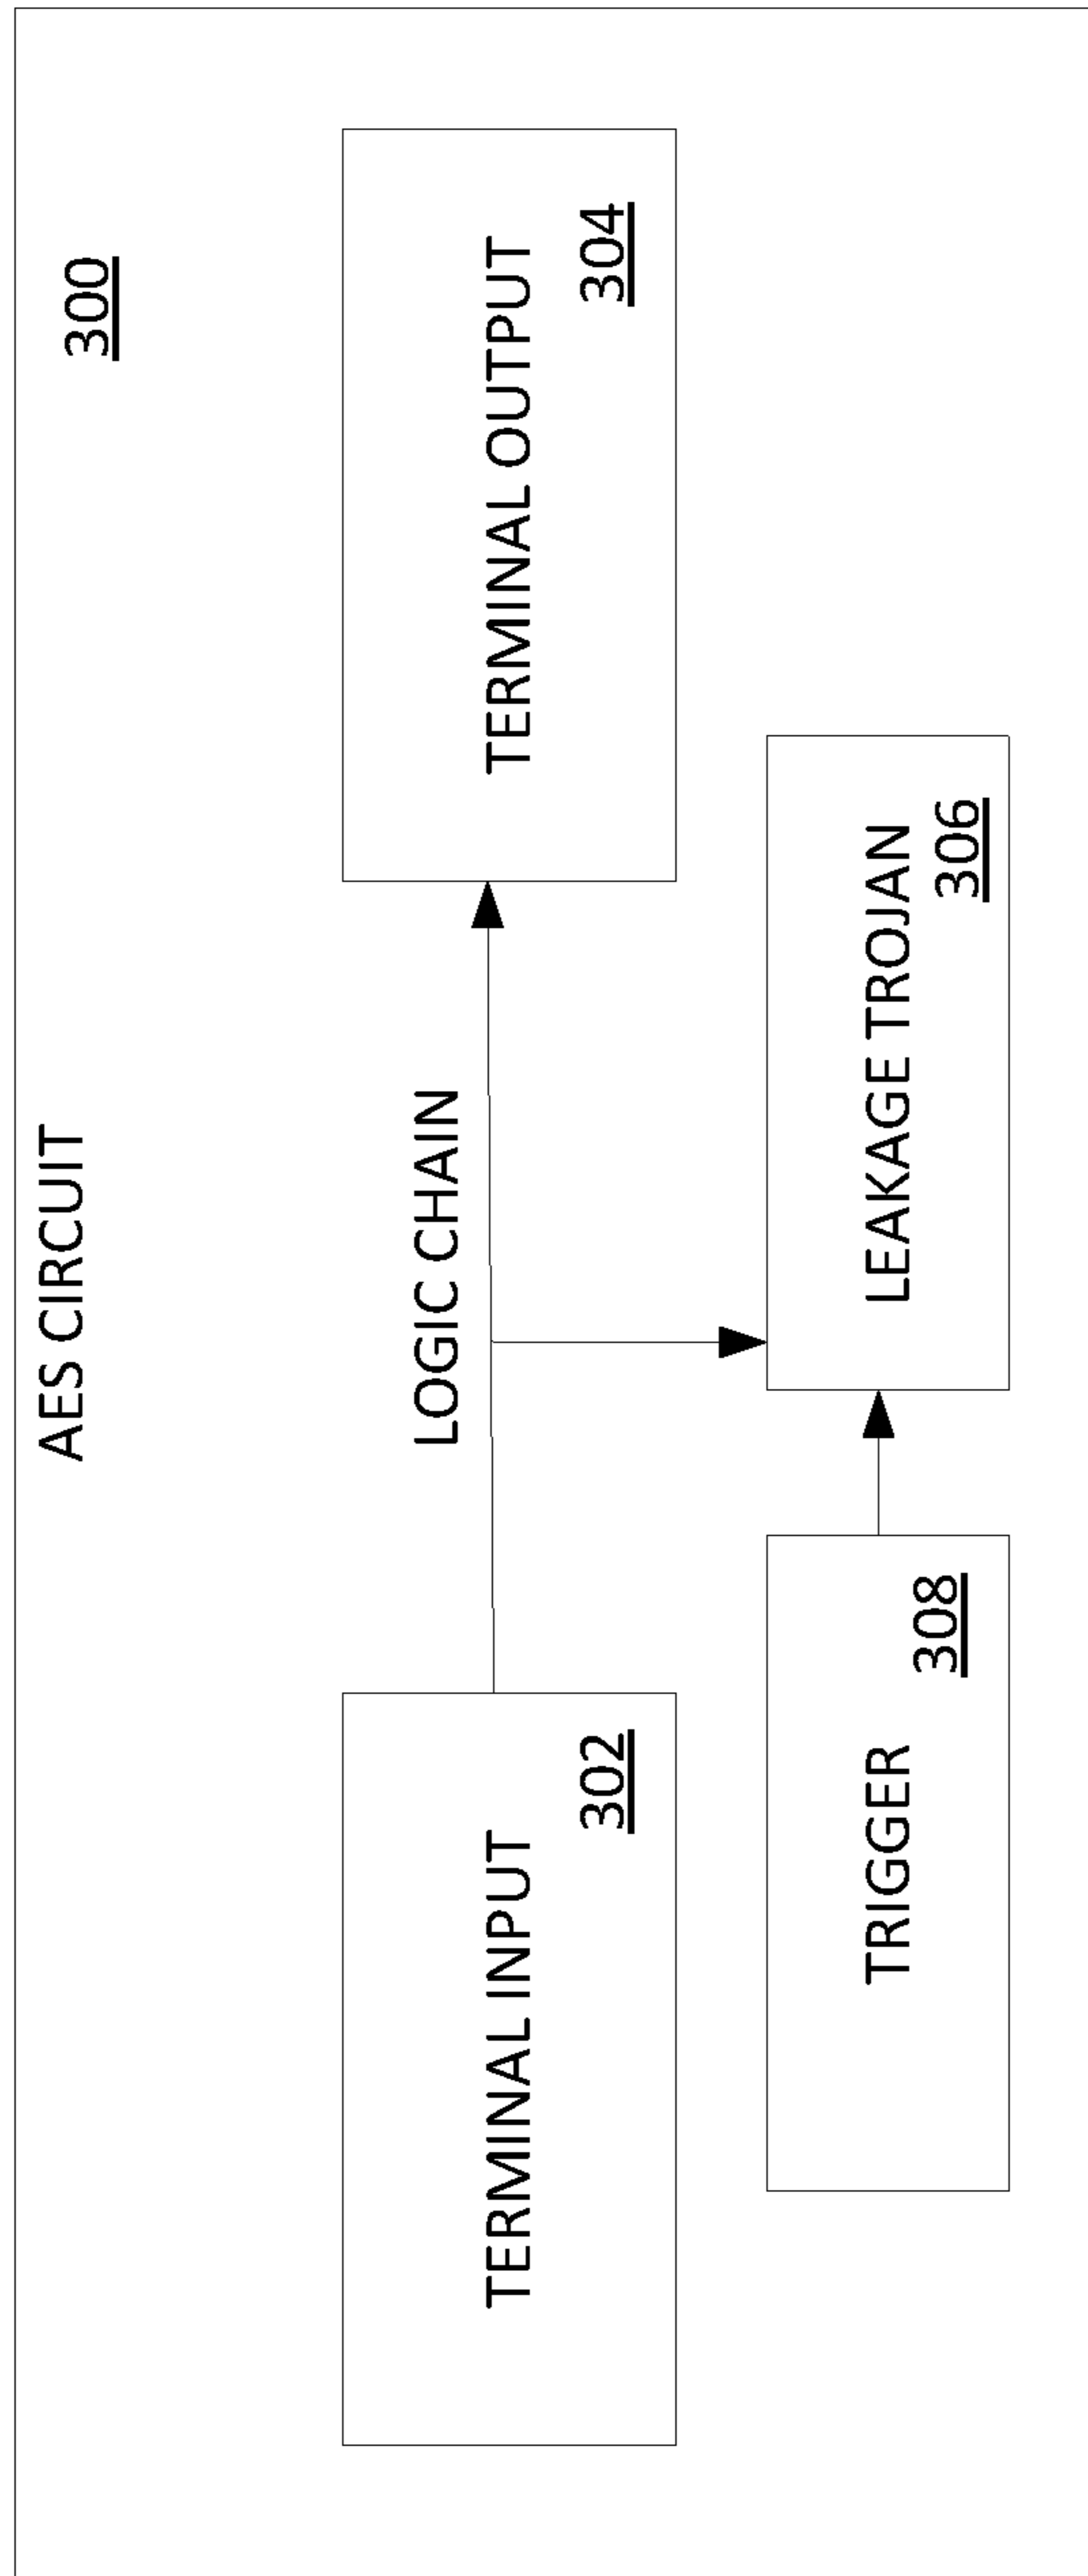 AES CIRCUIT
300
LOGIC CHAIN
TERMINAL INPUT
302
TERMINAL OUTPUT
304
TRIGGER
308
LEAKAGE TROJAN
306